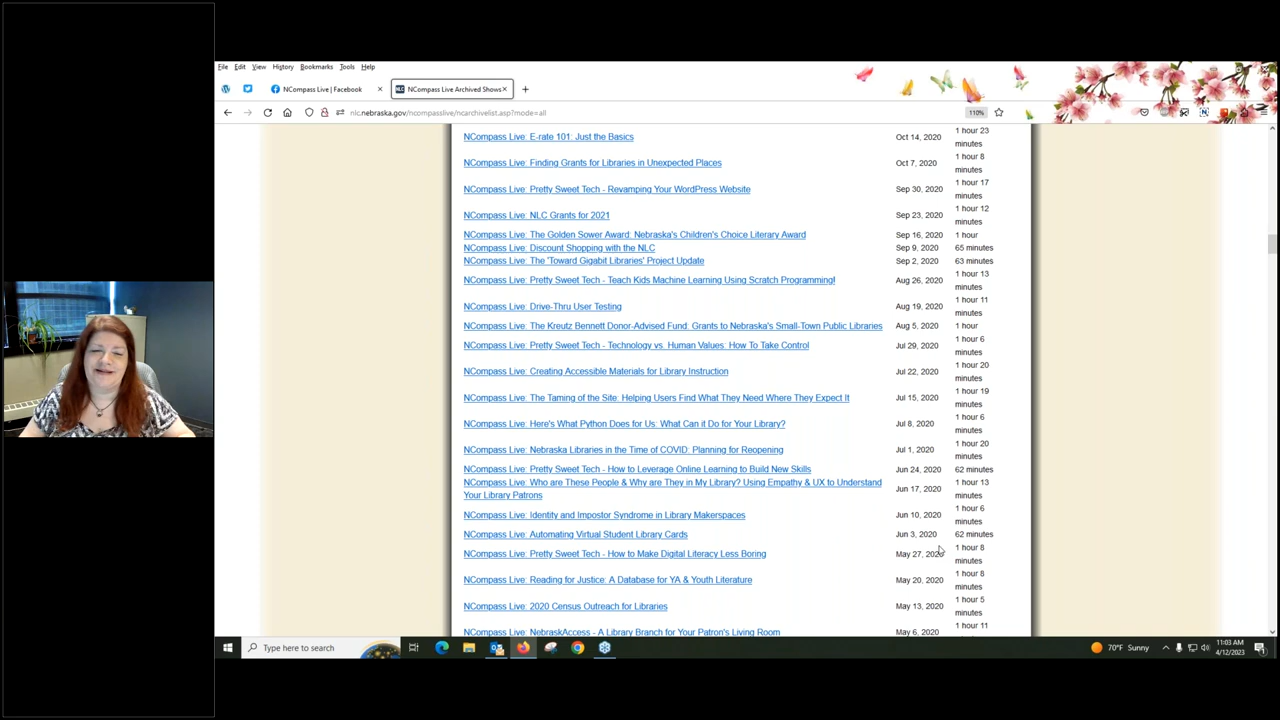 File Edit View History Bookmarks Tools Help
NCompass Live | Facebook × NCompass Live Archived Shows × +
nlc.nebraska.gov/ncompasslive/ncarchivelist.asp?mode=all 110%
NCompass Live: E-rate 101: Just the Basics Oct 14, 2020 1 hour 23 minutes
NCompass Live: Finding Grants for Libraries in Unexpected Places Oct 7, 2020 1 hour 8 minutes
NCompass Live: Pretty Sweet Tech - Revamping Your WordPress Website Sep 30, 2020 1 hour 17 minutes
NCompass Live: NLC Grants for 2021 Sep 23, 2020 1 hour 12 minutes
NCompass Live: The Golden Sower Award: Nebraska's Children's Choice Literary Award Sep 16, 2020 1 hour
NCompass Live: Discount Shopping with the NLC Sep 9, 2020 65 minutes
NCompass Live: The 'Toward Gigabit Libraries' Project Update Sep 2, 2020 63 minutes
NCompass Live: Pretty Sweet Tech - Teach Kids Machine Learning Using Scratch Programming! Aug 26, 2020 1 hour 13 minutes
NCompass Live: Drive-Thru User Testing Aug 19, 2020 1 hour 11 minutes
NCompass Live: The Kreutz Bennett Donor-Advised Fund: Grants to Nebraska's Small-Town Public Libraries Aug 5, 2020 1 hour
NCompass Live: Pretty Sweet Tech - Technology vs. Human Values: How To Take Control Jul 29, 2020 1 hour 6 minutes
NCompass Live: Creating Accessible Materials for Library Instruction Jul 22, 2020 1 hour 20 minutes
NCompass Live: The Taming of the Site: Helping Users Find What They Need Where They Expect It Jul 15, 2020 1 hour 19 minutes
NCompass Live: Here's What Python Does for Us: What Can it Do for Your Library? Jul 8, 2020 1 hour 6 minutes
NCompass Live: Nebraska Libraries in the Time of COVID: Planning for Reopening Jul 1, 2020 1 hour 20 minutes
NCompass Live: Pretty Sweet Tech - How to Leverage Online Learning to Build New Skills Jun 24, 2020 62 minutes
NCompass Live: Who are These People & Why are They in My Library? Using Empathy & UX to Understand
Your Library Patrons Jun 17, 2020 1 hour 13 minutes
NCompass Live: Identity and Impostor Syndrome in Library Makerspaces Jun 10, 2020 1 hour 6 minutes
NCompass Live: Automating Virtual Student Library Cards Jun 3, 2020 62 minutes
NCompass Live: Pretty Sweet Tech - How to Make Digital Literacy Less Boring May 27, 2020 1 hour 8 minutes
NCompass Live: Reading for Justice: A Database for YA & Youth Literature May 20, 2020 1 hour 8 minutes
NCompass Live: 2020 Census Outreach for Libraries May 13, 2020 1 hour 5 minutes
NCompass Live: NebraskAccess - A Library Branch for Your Patron's Living Room May 6, 2020 1 hour 11
Type here to search 70°F Sunny 11:03 AM
4/12/2023